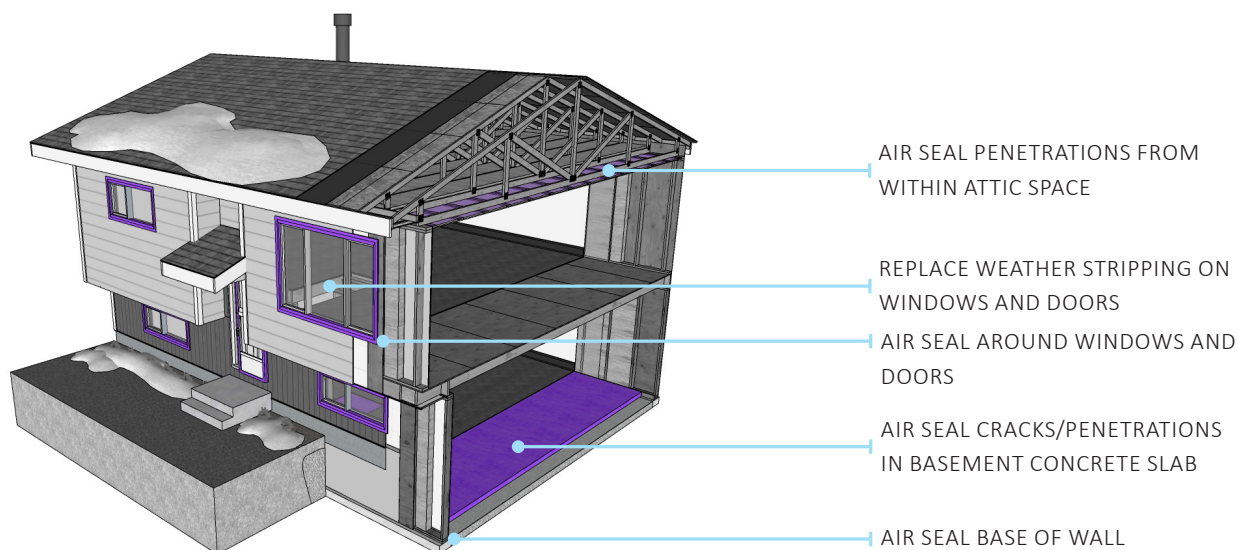 AIR SEAL PENETRATIONS FROM
WITHIN ATTIC SPACE
REPLACE WEATHER STRIPPING ON
WINDOWS AND DOORS
AIR SEAL AROUND WINDOWS AND
DOORS
AIR SEAL CRACKS/PENETRATIONS
IN BASEMENT CONCRETE SLAB
AIR SEAL BASE OF WALL